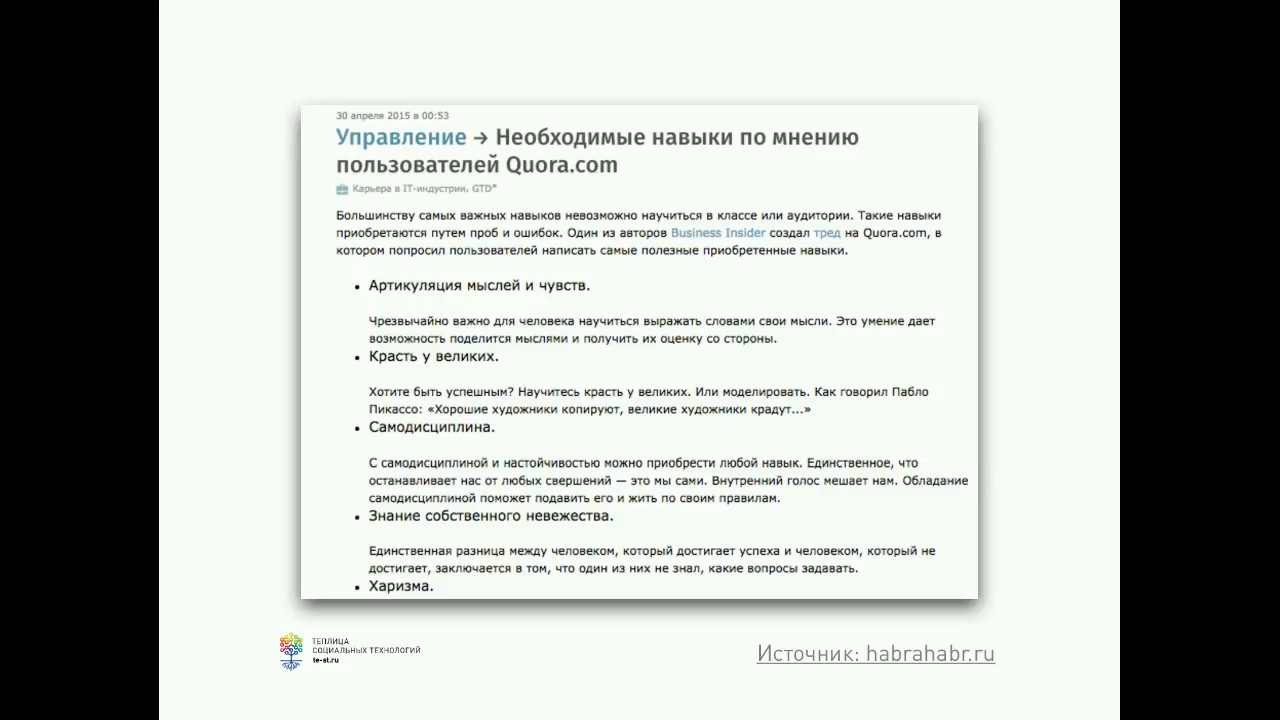 30 апреля 2015 в 00:53
Управление → Необходимые навыки по мнению
пользователей Quora.com
Карьера в IT-индустрии, GTD*
Большинству самых важных навыков невозможно научиться в классе или аудитории. Такие навыки
приобретаются путем проб и ошибок. Один из авторов Business Insider создал тред на Quora.com, в
котором попросил пользователей написать самые полезные приобретенные навыки.
• Артикуляция мыслей и чувств.
Чрезвычайно важно для человека научиться выражать словами свои мысли. Это умение дает
возможность поделится мыслями и получить их оценку со стороны.
• Красть у великих.
Хотите быть успешным? Научитесь красть у великих. Или моделировать. Как говорил Пабло
Пикассо: «Хорошие художники копируют, великие художники крадут...»
• Самодисциплина.
С самодисциплиной и настойчивостью можно приобрести любой навык. Единственное, что
останавливает нас от любых свершений — это мы сами. Внутренний голос мешает нам. Обладание
самодисциплиной поможет подавить его и жить по своим правилам.
• Знание собственного невежества.
Единственная разница между человеком, который достигает успеха и человеком, который не
достигает, заключается в том, что один из них не знал, какие вопросы задавать.
• Харизма.
ТЕПЛИЦА
СОЦИАЛЬНЫХ ТЕХНОЛОГИЙ
te-st.ru
Источник: habrahabr.ru